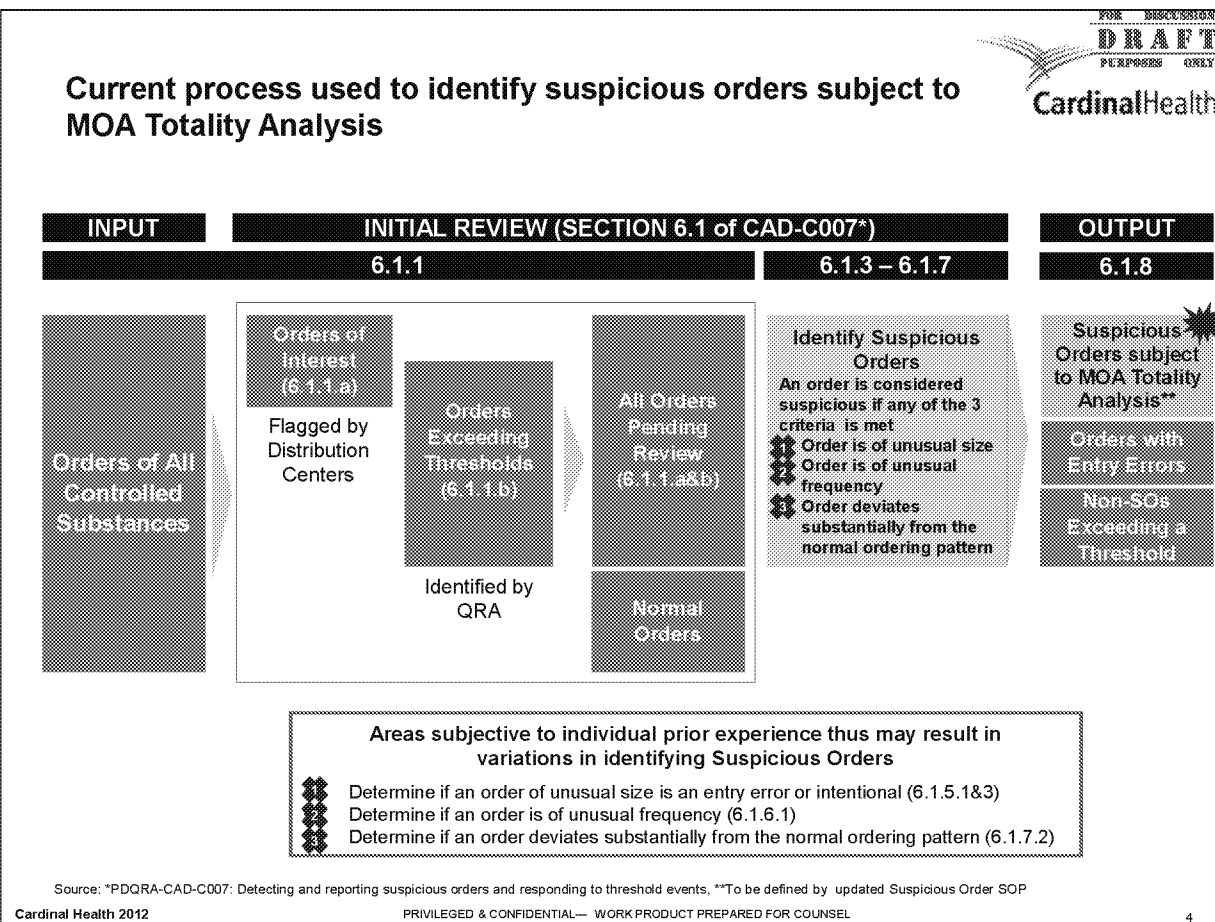 FOR DISCUSSION
DRAFT
PURPOSES ONLY
CardinalHealth
Current process used to identify suspicious orders subject to
MOA Totality Analysis
INPUT
INITIAL REVIEW (SECTION 6.1 of CAD-C007*)
OUTPUT
6.1.1
6.1.3 – 6.1.7
6.1.8
Orders of All
Controlled
Substances
Orders of
Interest
(6.1.1.a)
Flagged by
Distribution
Centers
Orders
Exceeding
Thresholds
(6.1.1.b)
Identified by
QRA
All Orders
Pending
Review
(6.1.1.a&b)
Normal
Orders
Identify Suspicious
Orders
An order is considered
suspicious if any of the 3
criteria is met
1 Order is of unusual size
2 Order is of unusual
frequency
3 Order deviates
substantially from the
normal ordering pattern
Suspicious
Orders subject
to MOA Totality
Analysis**
Orders with
Entry Errors
Non-SOs
Exceeding a
Threshold
Areas subjective to individual prior experience thus may result in
variations in identifying Suspicious Orders
1 Determine if an order of unusual size is an entry error or intentional (6.1.5.1&3)
2 Determine if an order is of unusual frequency (6.1.6.1)
3 Determine if an order deviates substantially from the normal ordering pattern (6.1.7.2)
Source: *PDQRA-CAD-C007: Detecting and reporting suspicious orders and responding to threshold events, **To be defined by updated Suspicious Order SOP
Cardinal Health 2012
PRIVILEGED & CONFIDENTIAL— WORK PRODUCT PREPARED FOR COUNSEL
4